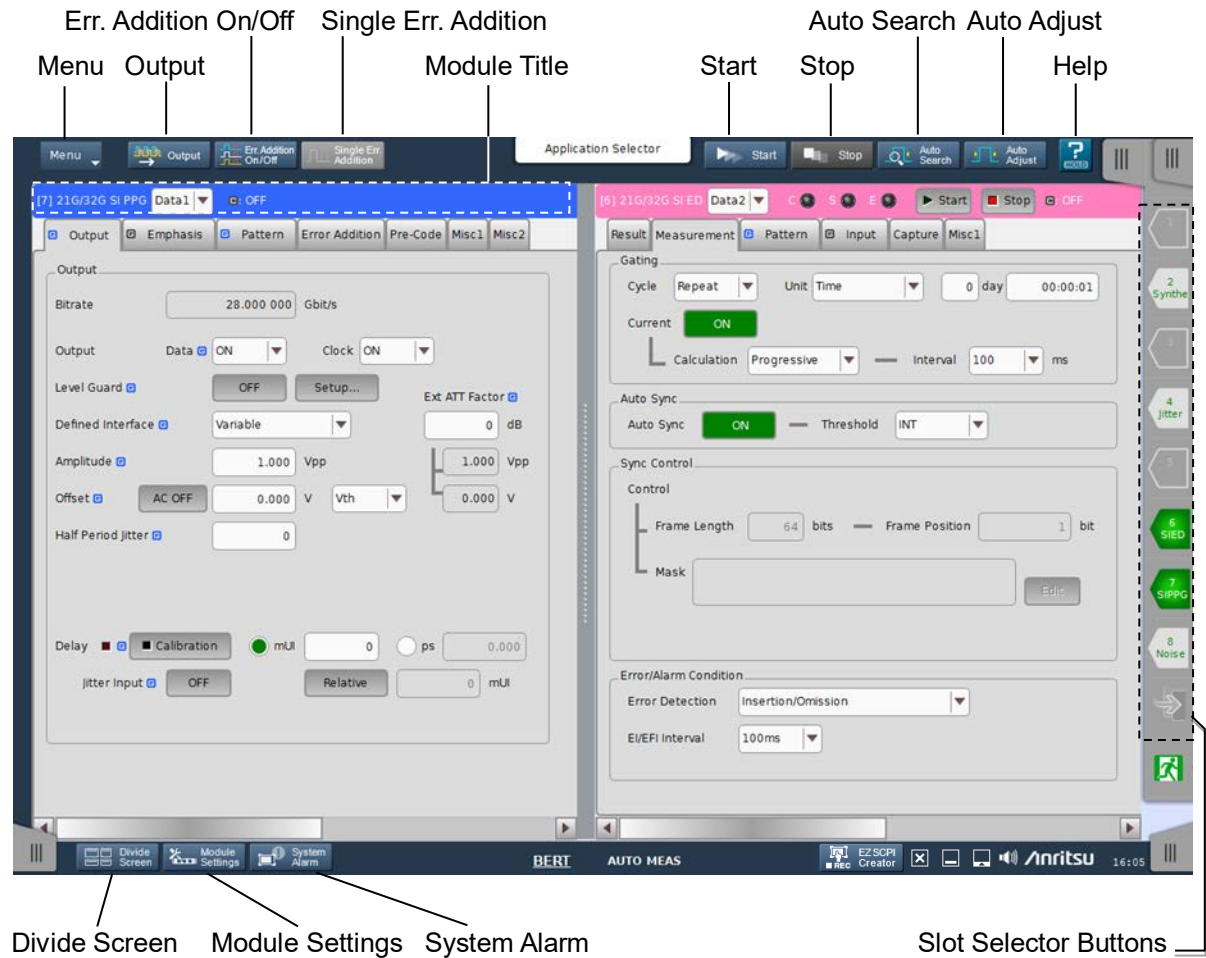 Err. Addition On/Off Single Err. Addition Auto Search Auto Adjust
Menu Output Module Title Start Stop Help
Menu Output Err. Addition On/Off Single Err. Addition Application Selector Start Stop Auto Search Auto Adjust HOLD
[7] 21G/32G SI PPG Data1 C: OFF
Output Emphasis Pattern Error Addition Pre-Code Misc1 Misc2
Output
Bitrate 28.000 000 Gbit/s
Output Data ON Clock ON
Level Guard OFF Setup... Ext ATT Factor
Defined Interface Variable 0 dB
Amplitude 1.000 Vpp 1.000 Vpp
Offset AC OFF 0.000 V Vth 0.000 V
Half Period Jitter 0
Delay Calibration mUI 0 ps 0.000
Jitter Input OFF Relative 0 mUI
[6] 21G/32G SI ED Data2 C S E Start Stop C OFF
Result Measurement Pattern Input Capture Misc1
Gating
Cycle Repeat Unit Time 0 day 00:00:01
Current ON
Calculation Progressive Interval 100 ms
Auto Sync
Auto Sync ON Threshold INT
Sync Control
Control
Frame Length 64 bits Frame Position 1 bit
Mask Edit
Error/Alarm Condition
Error Detection Insertion/Omission
EI/EFI Interval 100ms
1
2
Synthe
3
4
Jitter
5
6
SIED
7
SIPPG
8
Noise
Divide Screen Module Settings System Alarm BERT AUTO MEAS REC EZ SCPI Creator Anritsu 16:05
Divide Screen Module Settings System Alarm Slot Selector Buttons